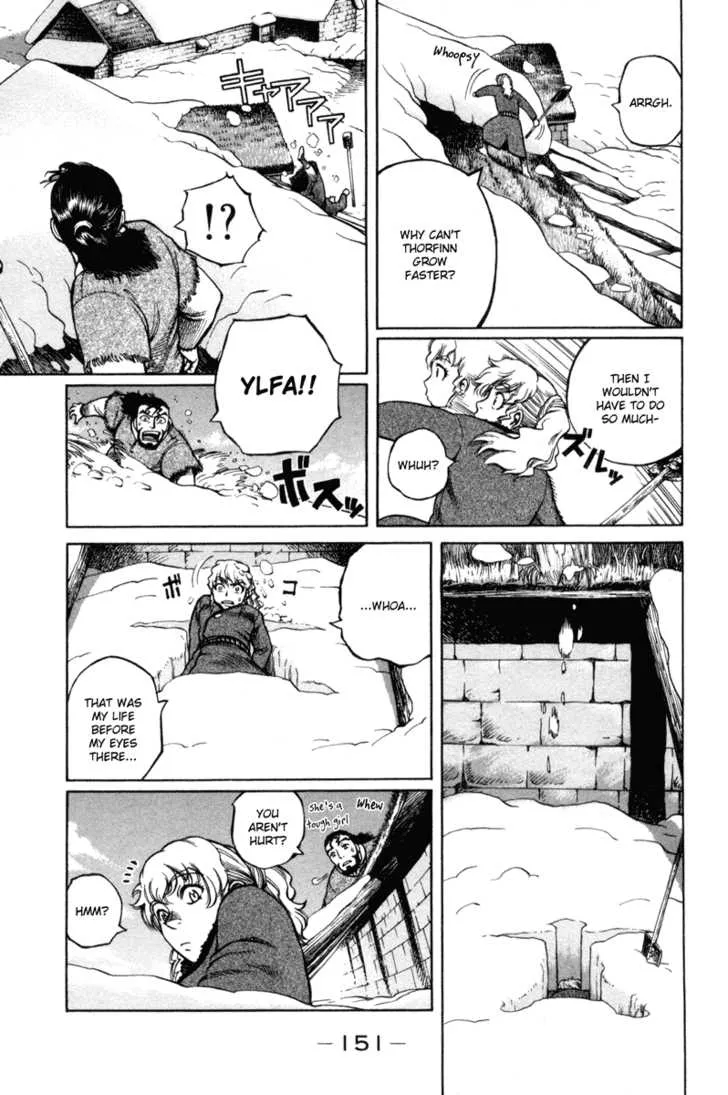 Whoopsy
ARRGH.
WHY CAN'T
THORFINN
GROW
FASTER?
THEN I
WOULDN'T
HAVE TO DO
SO MUCH-
WHUH?
ズルッ
キャアアアア
!?
YLFA!!
ボスッ
...WHOA...
ボコ
THAT WAS
MY LIFE
BEFORE
MY EYES
THERE...
YOU
AREN'T
HURT?
She's a
tough girl
Whew
HMM?
-151-